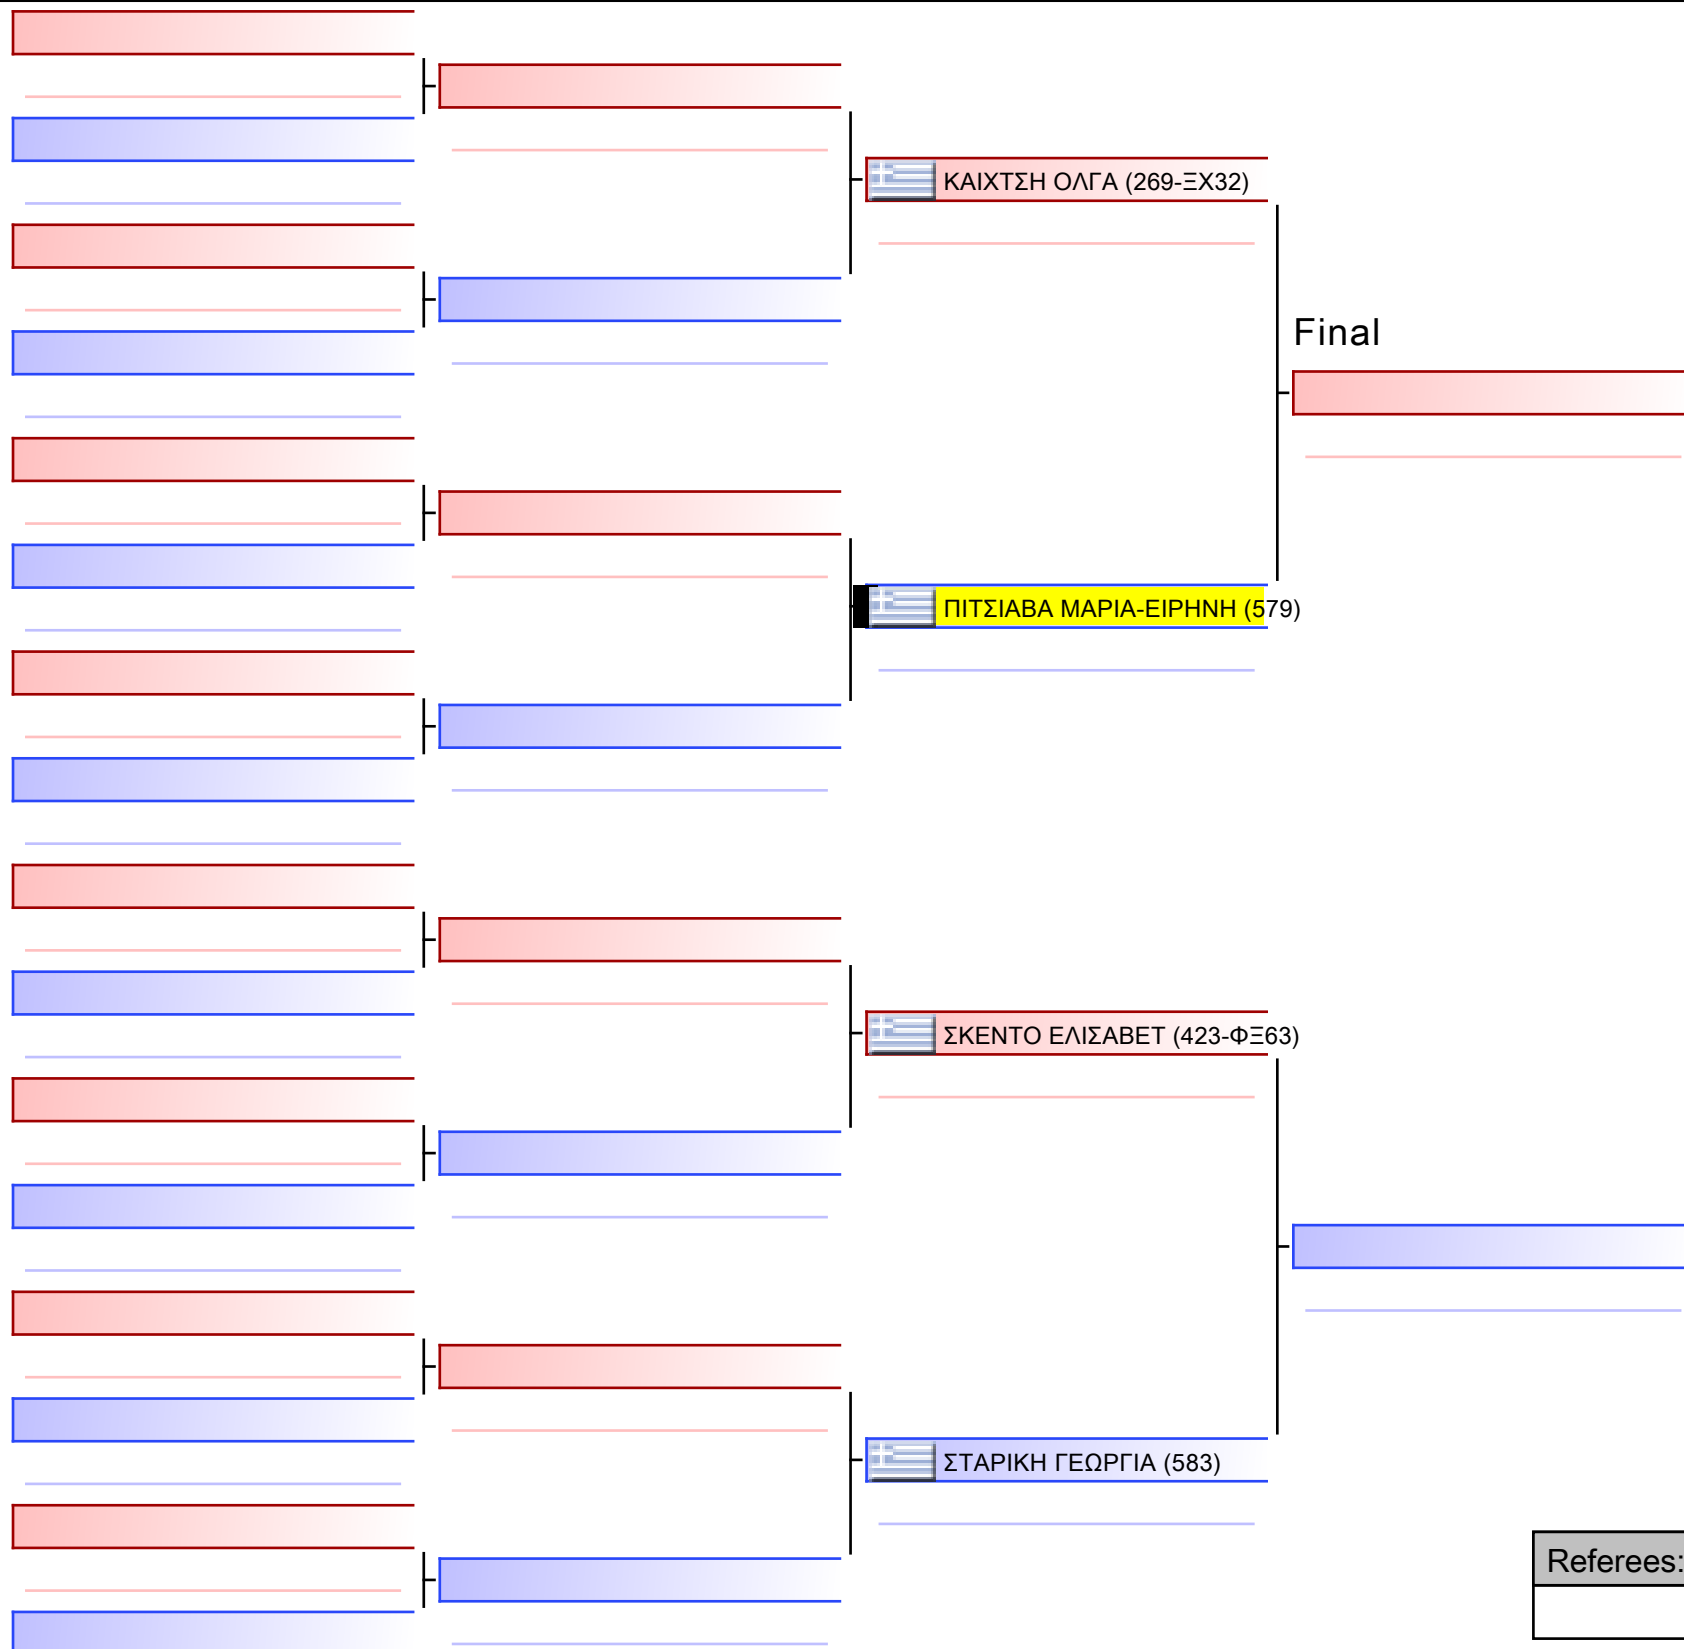 ΚΑΙΧΤΣΗ ΟΛΓΑ (269-ΞΧ32)
Final
ΠΙΤΣΙΑΒΑ ΜΑΡΙΑ-ΕΙΡΗΝΗ (579)
ΣΚΕΝΤΟ ΕΛΙΣΑΒΕΤ (423-ΦΞ63)
ΣΤΑΡΙΚΗ ΓΕΩΡΓΙΑ (583)
Referees: